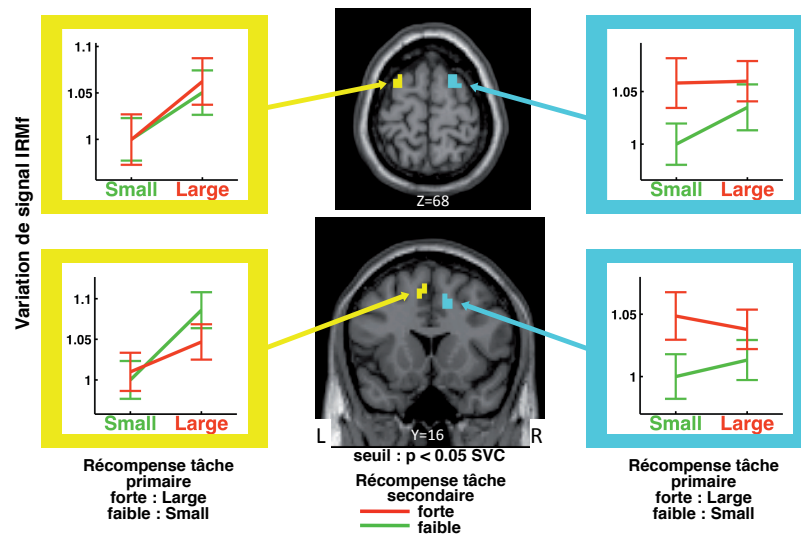 Variation de signal IRMf
1.1
1.05
1
Small Large
Z=68
1.05
1
Small Large
1.1
1.05
1
Small Large
L Y=16 R
1.05
1
Small Large
Récompense tâche
primaire
forte : Large
faible : Small
seuil : p < 0.05 SVC
Récompense tâche
secondaire
forte
faible
Récompense tâche
primaire
forte : Large
faible : Small